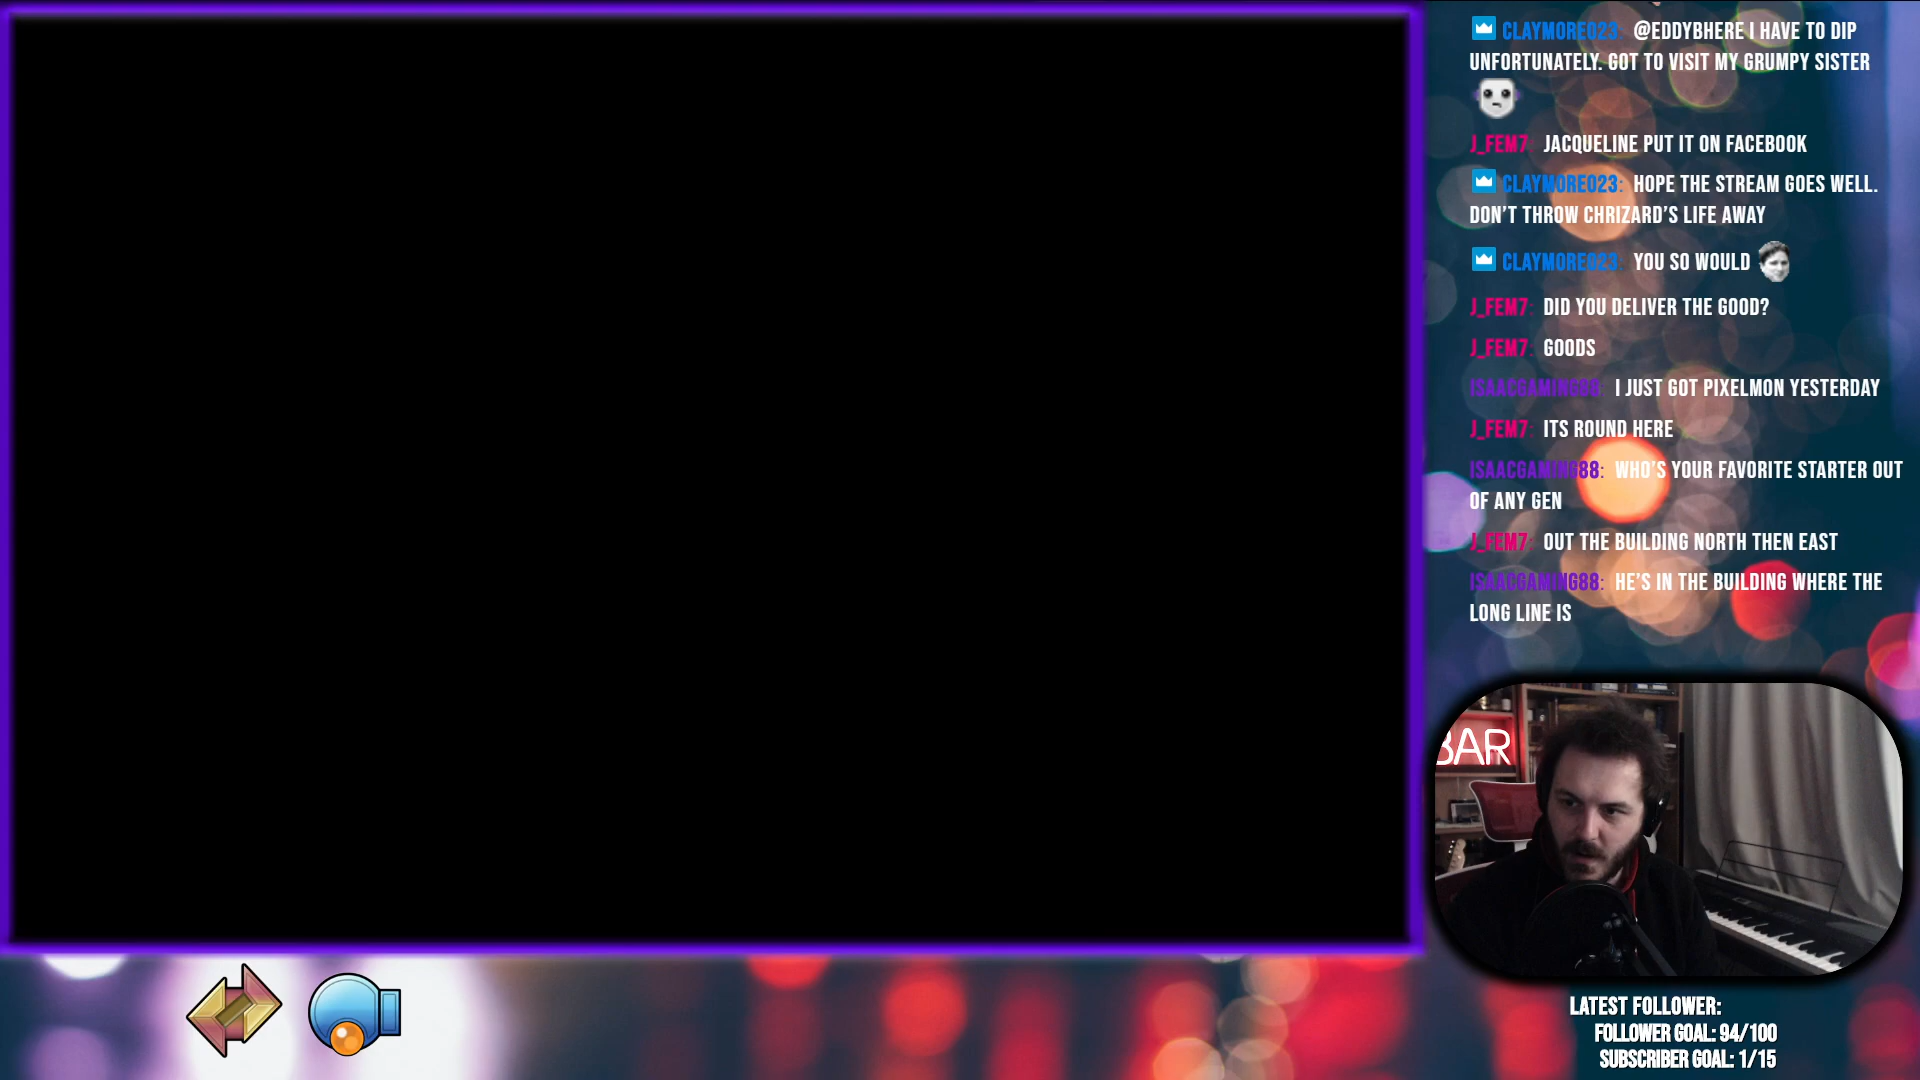 CLAYMORE023: @EDDYBHERE I HAVE TO DIP
UNFORTUNATELY. GOT TO VISIT MY GRUMPY SISTER
J_FEM7: JACQUELINE PUT IT ON FACEBOOK
CLAYMORE023: HOPE THE STREAM GOES WELL.
DON'T THROW CHRIZARD'S LIFE AWAY
CLAYMORE023: YOU SO WOULD
J_FEM7: DID YOU DELIVER THE GOOD?
J_FEM7: GOODS
ISAACGAMING88: I JUST GOT PIXELMON YESTERDAY
J_FEM7: ITS ROUND HERE
ISAACGAMING88: WHO'S YOUR FAVORITE STARTER OUT
OF ANY GEN
J_FEM7: OUT THE BUILDING NORTH THEN EAST
ISAACGAMING88: HE'S IN THE BUILDING WHERE THE
LONG LINE IS
BAR
LATEST FOLLOWER:
FOLLOWER GOAL: 94/100
SUBSCRIBER GOAL: 1/15